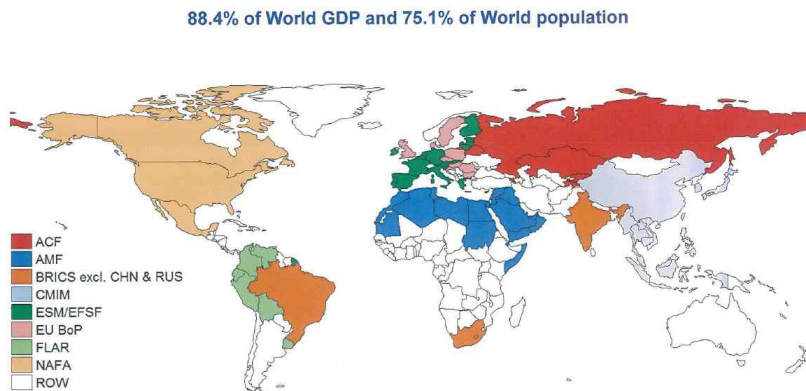 88.4% of World GDP and 75.1% of World population
ACF
AMF
BRICS excl. CHN & RUS
CMIM
ESM/EFSF
EU BoP
FLAR
NAFA
ROW